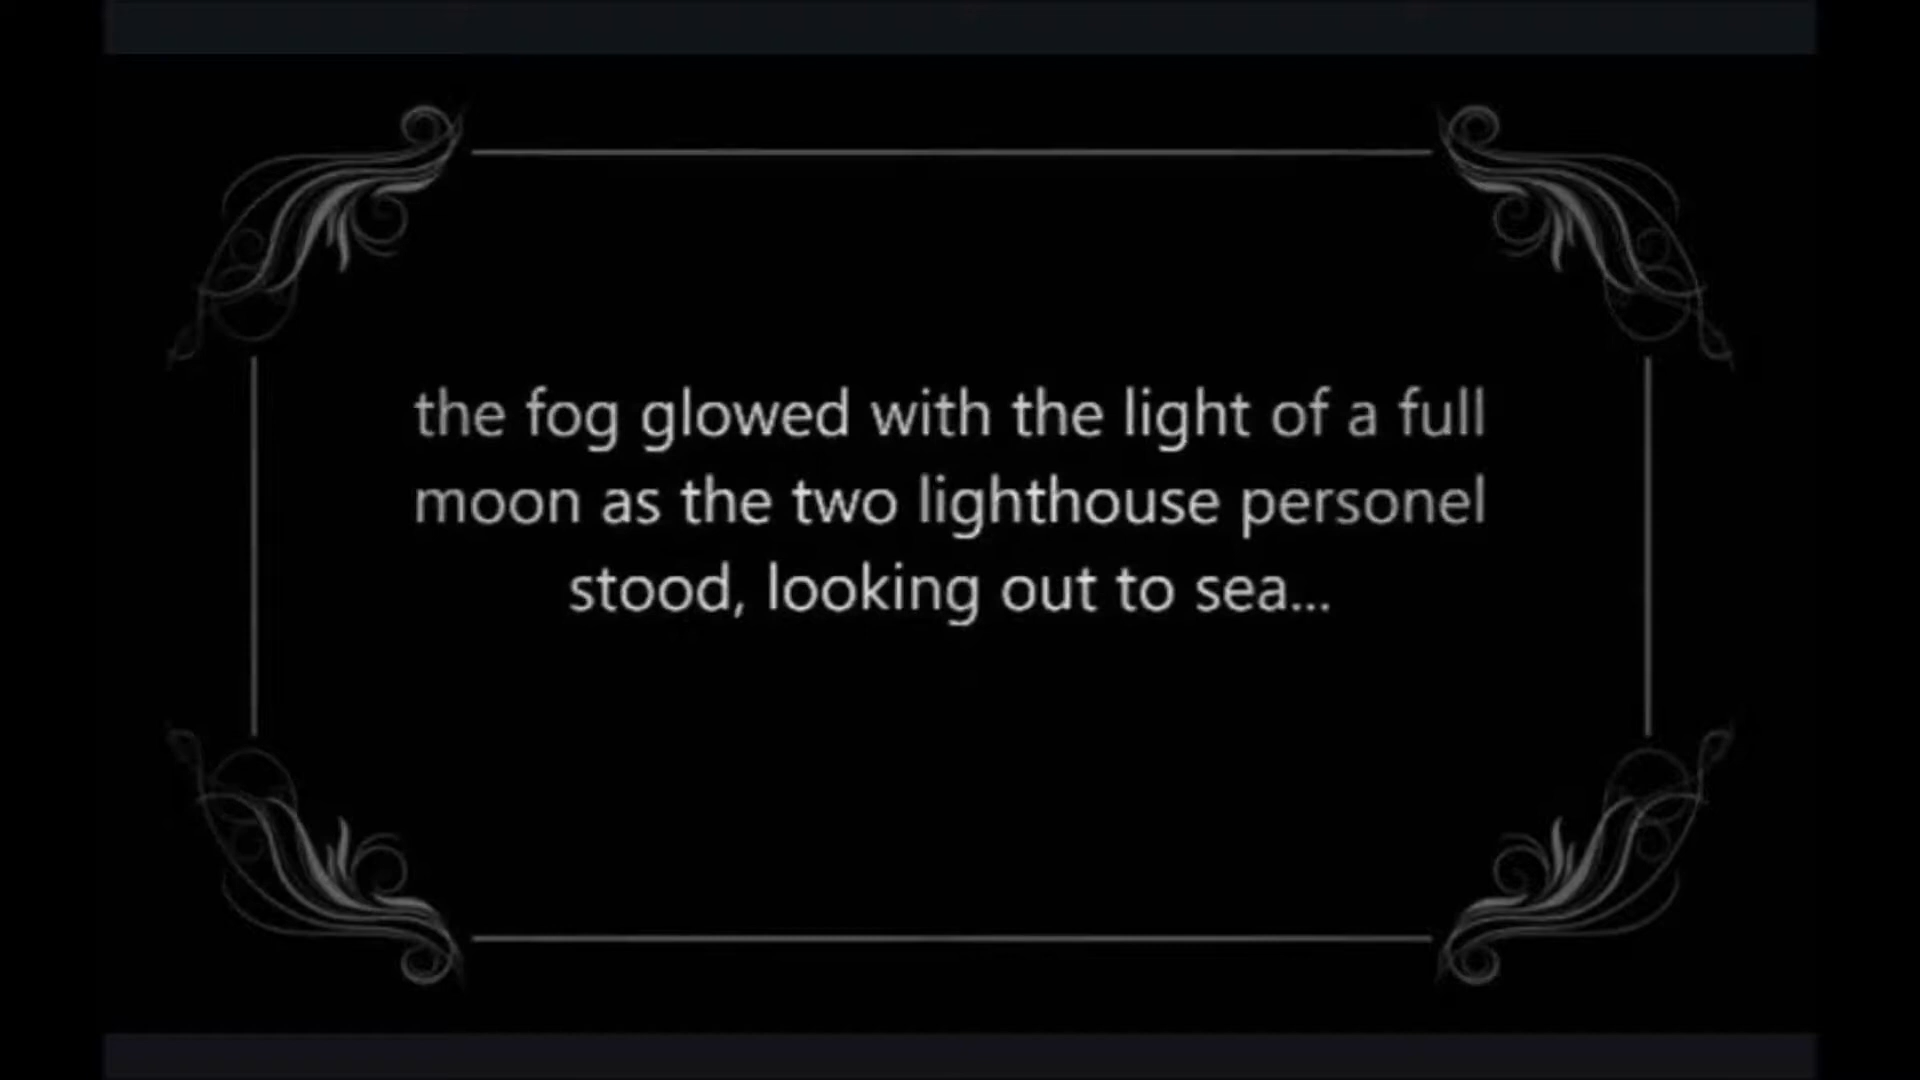 the fog glowed with the light of a full
moon as the two lighthouse personel
stood, looking out to sea...